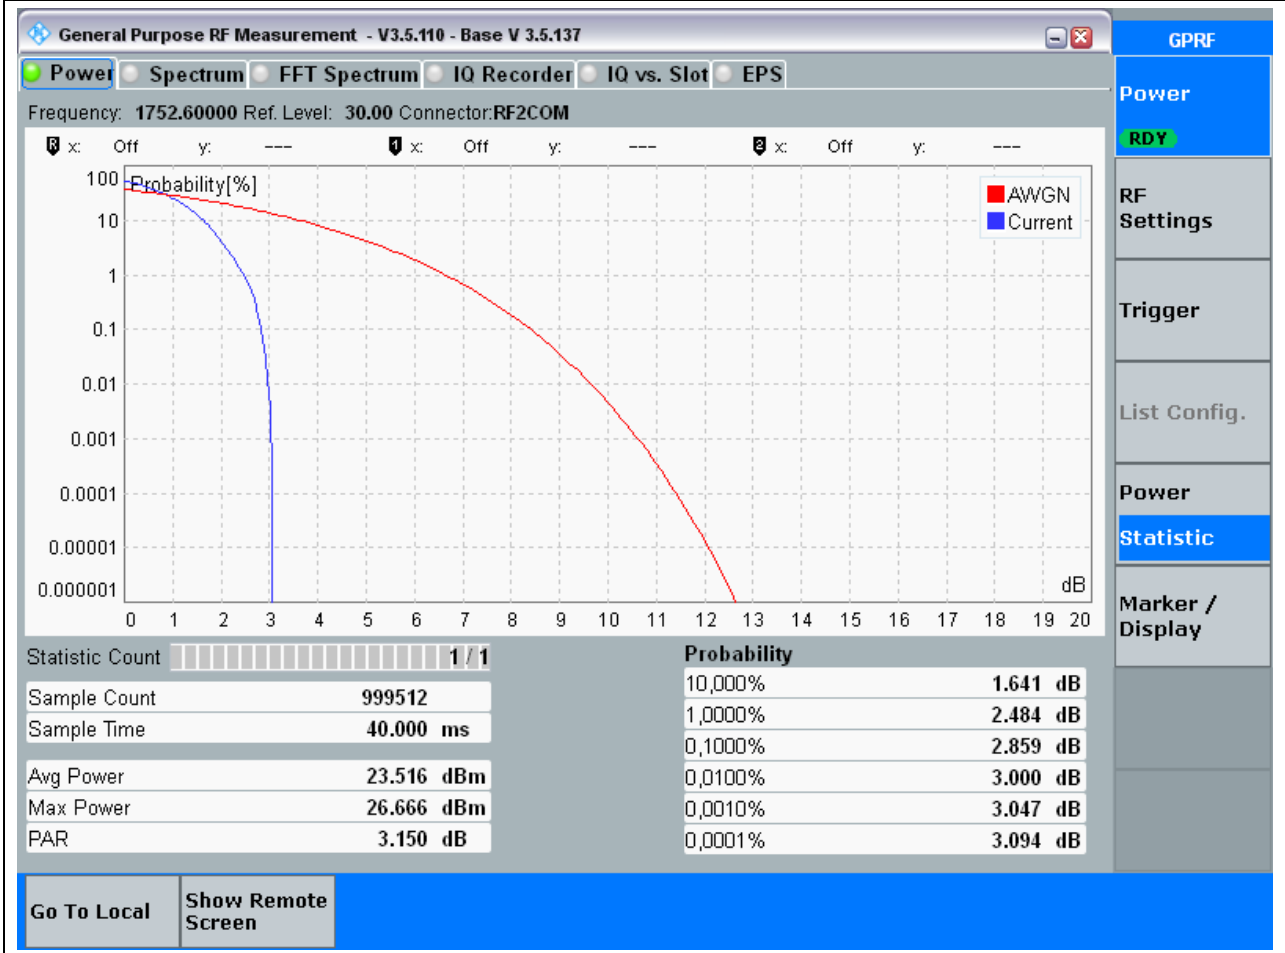 General Purpose RF Measurement - V3.5.110 - Base V 3.5.137
GPRF
Power Spectrum FFT Spectrum IQ Recorder IQ vs. Slot EPS
Frequency: 1752.60000 Ref. Level: 30.00 Connector:RF2COM
R x: Off y: --- 1 x: Off y: --- 2 x: Off y: ---
Probability[%]
100
10
1
0.1
0.01
0.001
0.0001
0.00001
0.000001
AWGN
Current
dB
0 1 2 3 4 5 6 7 8 9 10 11 12 13 14 15 16 17 18 19 20
Statistic Count 1 / 1
Sample Count 999512
Sample Time 40.000 ms
Avg Power 23.516 dBm
Max Power 26.666 dBm
PAR 3.150 dB
Probability
10,000% 1.641 dB
1,0000% 2.484 dB
0,1000% 2.859 dB
0,0100% 3.000 dB
0,0010% 3.047 dB
0,0001% 3.094 dB
Power
RDY
RF
Settings
Trigger
List Config.
Power
Statistic
Marker /
Display
Go To Local
Show Remote
Screen